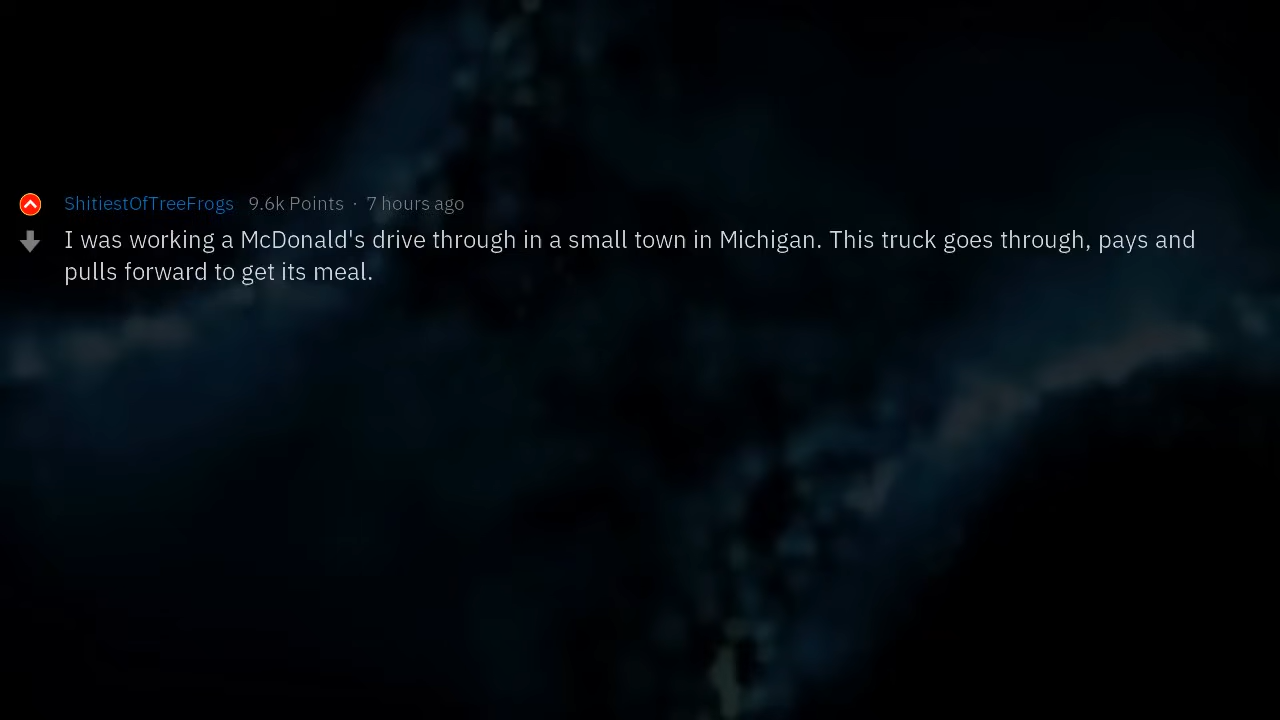 ShitiestOfTreeFrogs 9.6k Points · 7 hours ago
I was working a McDonald's drive through in a small town in Michigan. This truck goes through, pays and
pulls forward to get its meal.